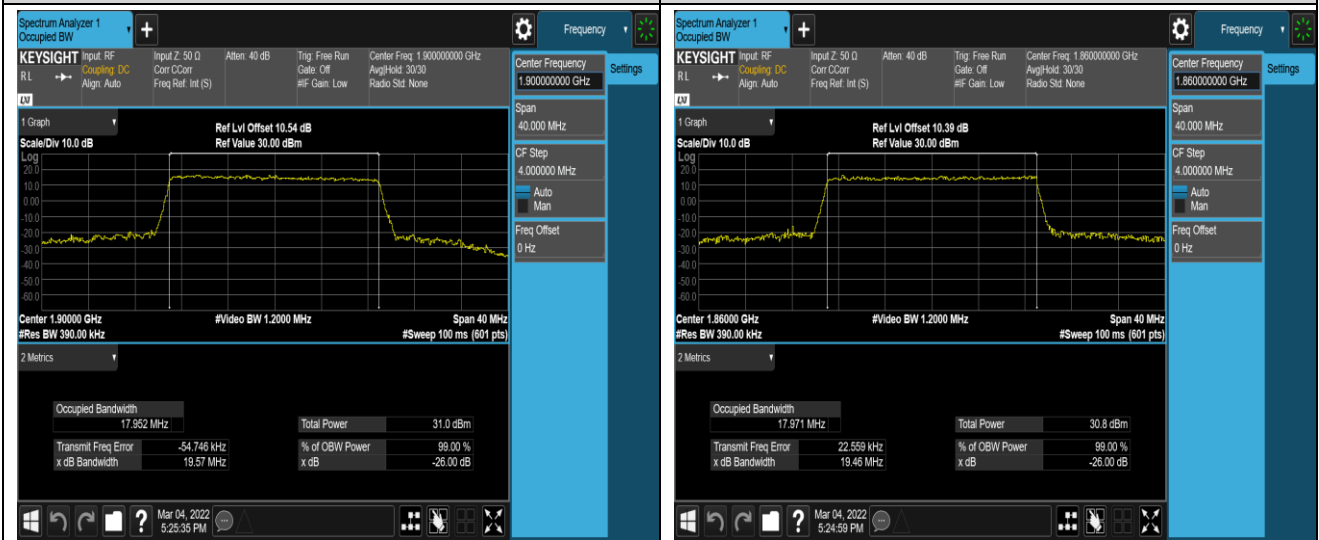 Spectrum Analyzer 1
Occupied BW
+
Frequency
KEYSIGHT
R L
LXI
Input: RF
Coupling: DC
Align: Auto
Input Z: 50 Ω
Corr CCorr
Freq Ref: Int (S)
Atten: 40 dB
Trig: Free Run
Gate: Off
#IF Gain: Low
Center Freq: 1.900000000 GHz
Avg|Hold: 30/30
Radio Std: None
Center Frequency
1.900000000 GHz
Settings
Span
40.000 MHz
CF Step
4.000000 MHz
Auto
Man
Freq Offset
0 Hz
1 Graph
Ref Lvl Offset 10.54 dB
Scale/Div 10.0 dB
Ref Value 30.00 dBm
Log
20.0
10.0
0.00
-10.0
-20.0
-30.0
-40.0
-50.0
-60.0
Center 1.90000 GHz
#Video BW 1.2000 MHz
Span 40 MHz
#Res BW 390.00 kHz
#Sweep 100 ms (601 pts)
2 Metrics
Occupied Bandwidth
17.952 MHz
Total Power 31.0 dBm
Transmit Freq Error -54.746 kHz
% of OBW Power 99.00 %
x dB Bandwidth 19.57 MHz
x dB -26.00 dB
?
Mar 04, 2022
5:25:35 PM
Spectrum Analyzer 1
Occupied BW
+
Frequency
KEYSIGHT
R L
LXI
Input: RF
Coupling: DC
Align: Auto
Input Z: 50 Ω
Corr CCorr
Freq Ref: Int (S)
Atten: 40 dB
Trig: Free Run
Gate: Off
#IF Gain: Low
Center Freq: 1.860000000 GHz
Avg|Hold: 30/30
Radio Std: None
Center Frequency
1.860000000 GHz
Settings
Span
40.000 MHz
CF Step
4.000000 MHz
Auto
Man
Freq Offset
0 Hz
1 Graph
Ref Lvl Offset 10.39 dB
Scale/Div 10.0 dB
Ref Value 30.00 dBm
Log
20.0
10.0
0.00
-10.0
-20.0
-30.0
-40.0
-50.0
-60.0
Center 1.86000 GHz
#Video BW 1.2000 MHz
Span 40 MHz
#Res BW 390.00 kHz
#Sweep 100 ms (601 pts)
2 Metrics
Occupied Bandwidth
17.971 MHz
Total Power 30.8 dBm
Transmit Freq Error 22.559 kHz
% of OBW Power 99.00 %
x dB Bandwidth 19.46 MHz
x dB -26.00 dB
?
Mar 04, 2022
5:24:59 PM